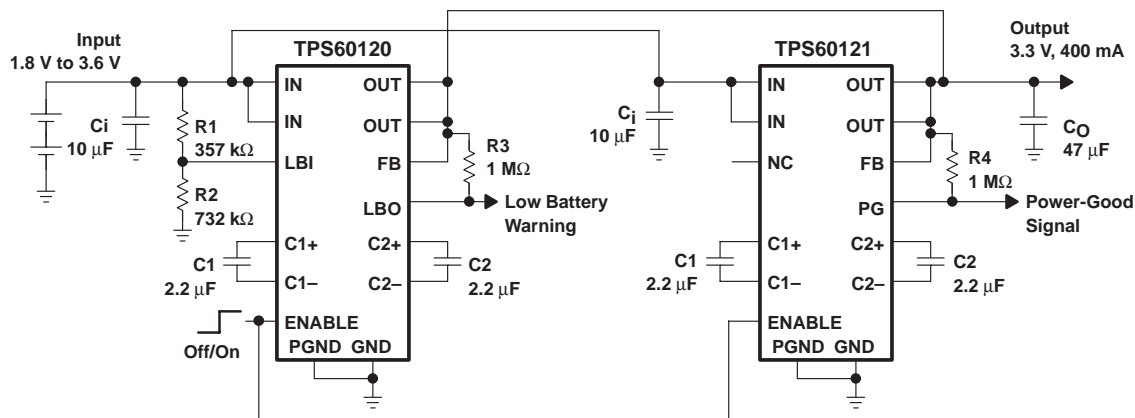 TPS60120
TPS60121
Input
1.8 V to 3.6 V
Output
3.3 V, 400 mA
IN
OUT
IN
OUT
Ci
10 μF
R1
357 kΩ
IN
OUT
Ci
10 μF
IN
OUT
CO
47 μF
LBI
FB
R3
1 MΩ
NC
FB
R4
1 MΩ
R2
732 kΩ
LBO
Low Battery
Warning
PG
Power-Good
Signal
C1
2.2 μF
C1+
C1−
C2+
C2−
C2
2.2 μF
C1
2.2 μF
C1+
C1−
C2+
C2−
C2
2.2 μF
Off/On
ENABLE
PGND GND
ENABLE
PGND GND